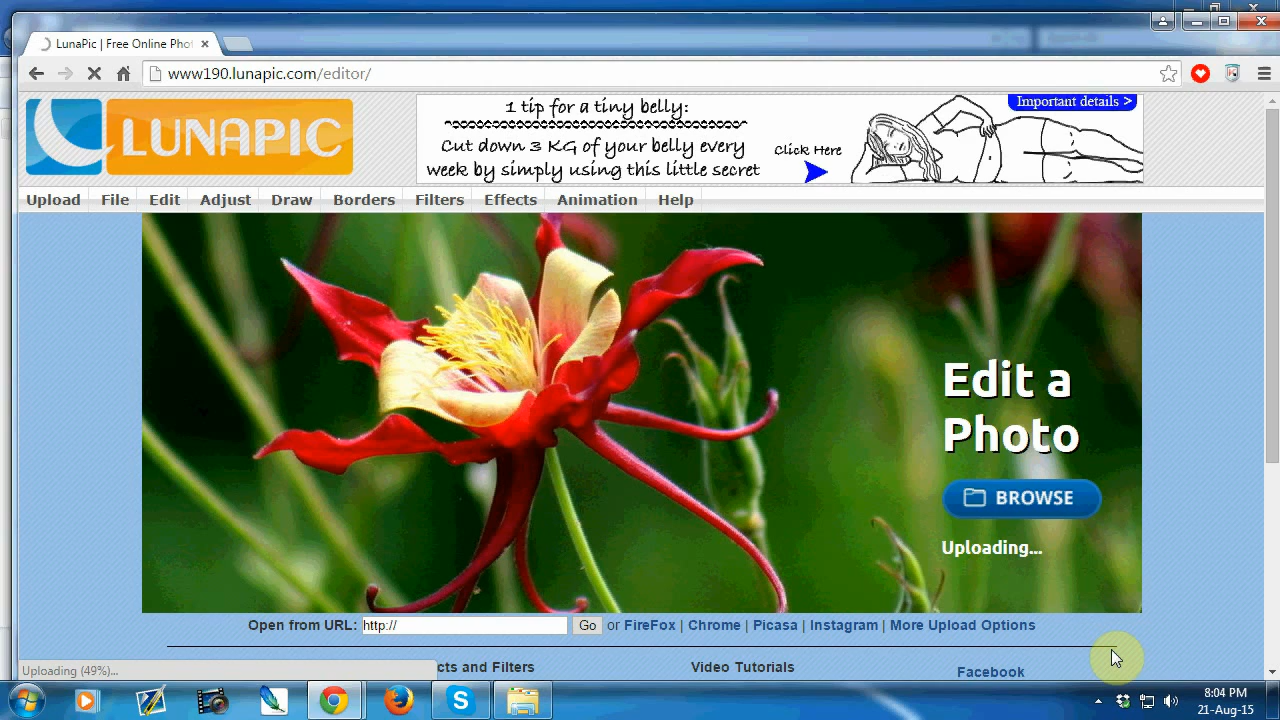 LunaPic | Free Online Phot
www190.lunapic.com/editor/
LUNAPIC
1 tip for a tiny belly:
Cut down 3 KG of your belly every
week by simply using this little secret
Click Here
Important details >
Upload File Edit Adjust Draw Borders Filters Effects Animation Help
Edit a
Photo
BROWSE
Uploading...
Open from URL: http:// Go or FireFox | Chrome | Picasa | Instagram | More Upload Options
Uploading (49%)...
cts and Filters
Video Tutorials
Facebook
8:04 PM
21-Aug-15